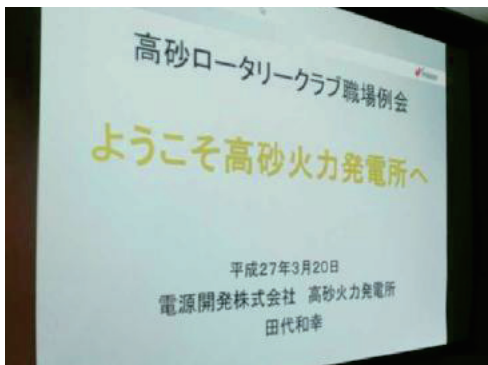 高砂ロータリークラブ職場例会
ようこそ高砂火力発電所へ
平成27年3月20日
電源開発株式会社 高砂火力発電所
田代和幸